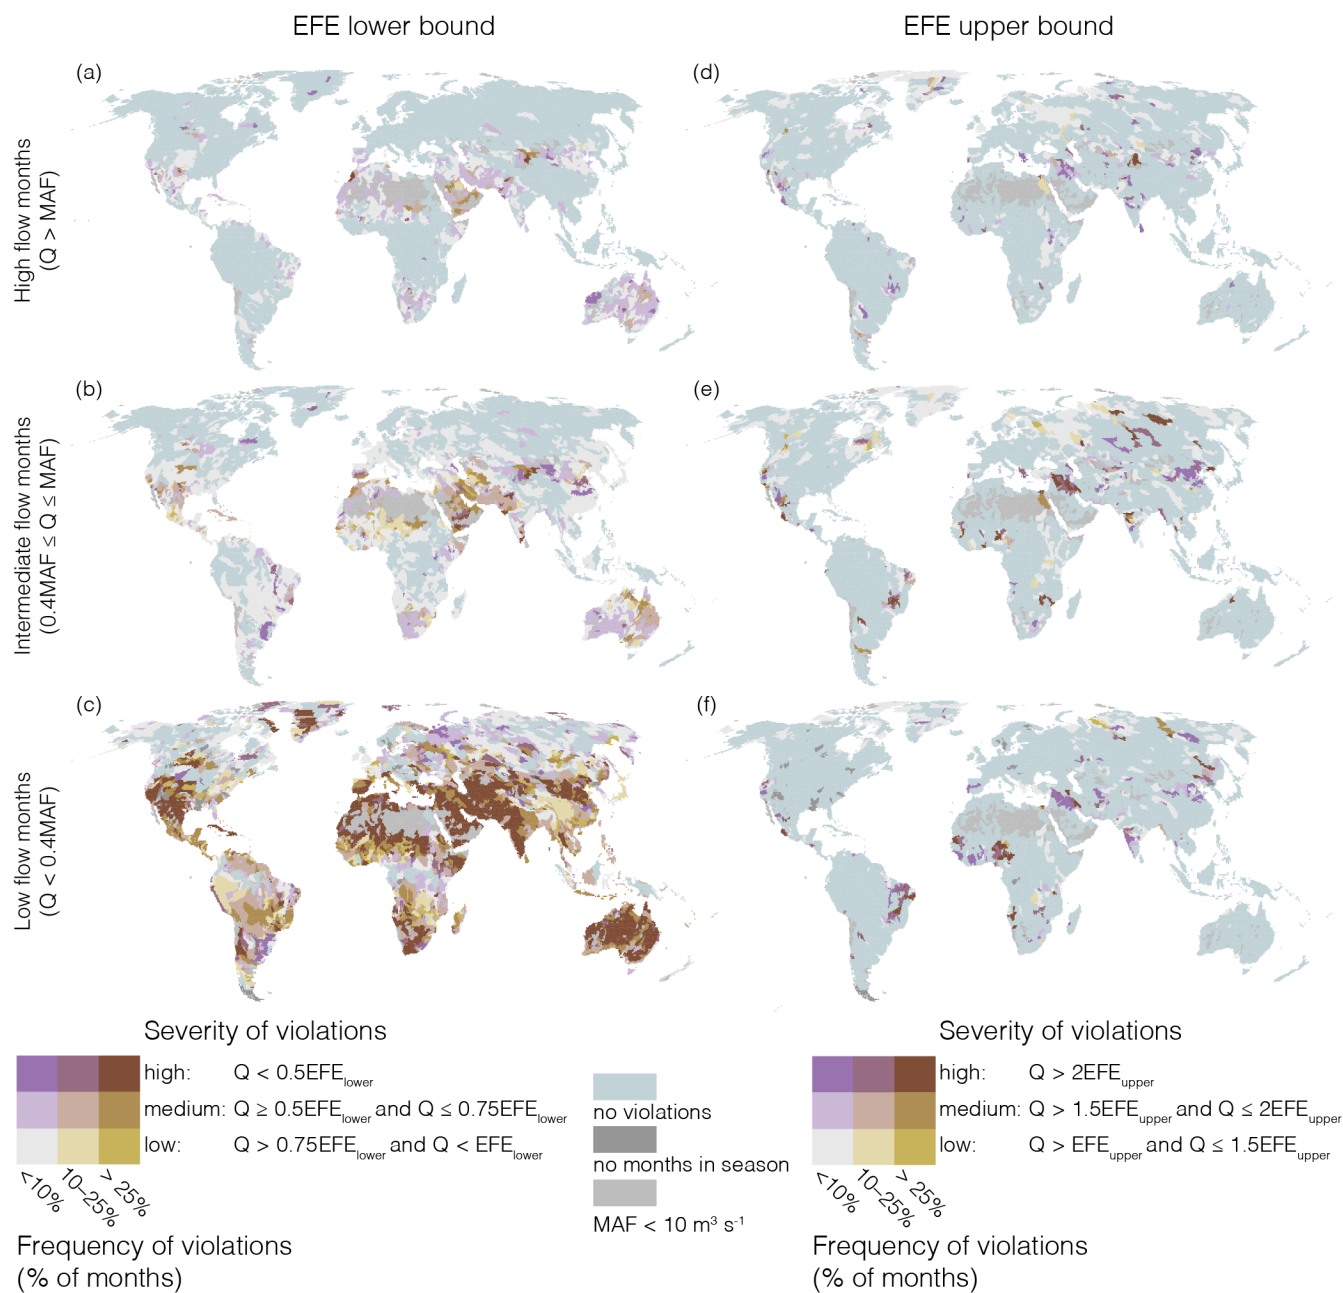 EFE lower bound
EFE upper bound
High flow months
(Q > MAF)
(a)
(d)
Intermediate flow months
(0.4MAF ≤ Q ≤ MAF)
(b)
(e)
Low flow months
(Q < 0.4MAF)
(c)
(f)
Severity of violations
high: Q < 0.5EFElower
medium: Q ≥ 0.5EFElower and Q ≤ 0.75EFElower
low: Q > 0.75EFElower and Q < EFElower
<10%
10–25%
> 25%
Frequency of violations
(% of months)
no violations
no months in season
MAF < 10 m³ s⁻¹
Severity of violations
high: Q > 2EFEupper
medium: Q > 1.5EFEupper and Q ≤ 2EFEupper
low: Q > EFEupper and Q ≤ 1.5EFEupper
<10%
10–25%
> 25%
Frequency of violations
(% of months)